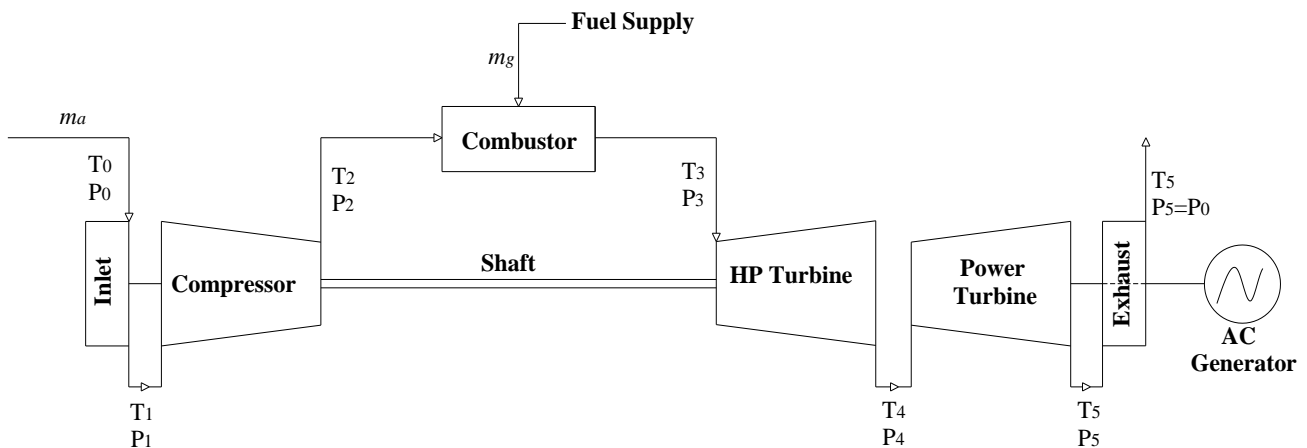 Fuel Supply
mg
ma
Combustor
T0
P0
T2
P2
T3
P3
T5
P5=P0
Inlet
Compressor
Shaft
HP Turbine
Power
Turbine
Exhaust
AC
Generator
T1
P1
T4
P4
T5
P5